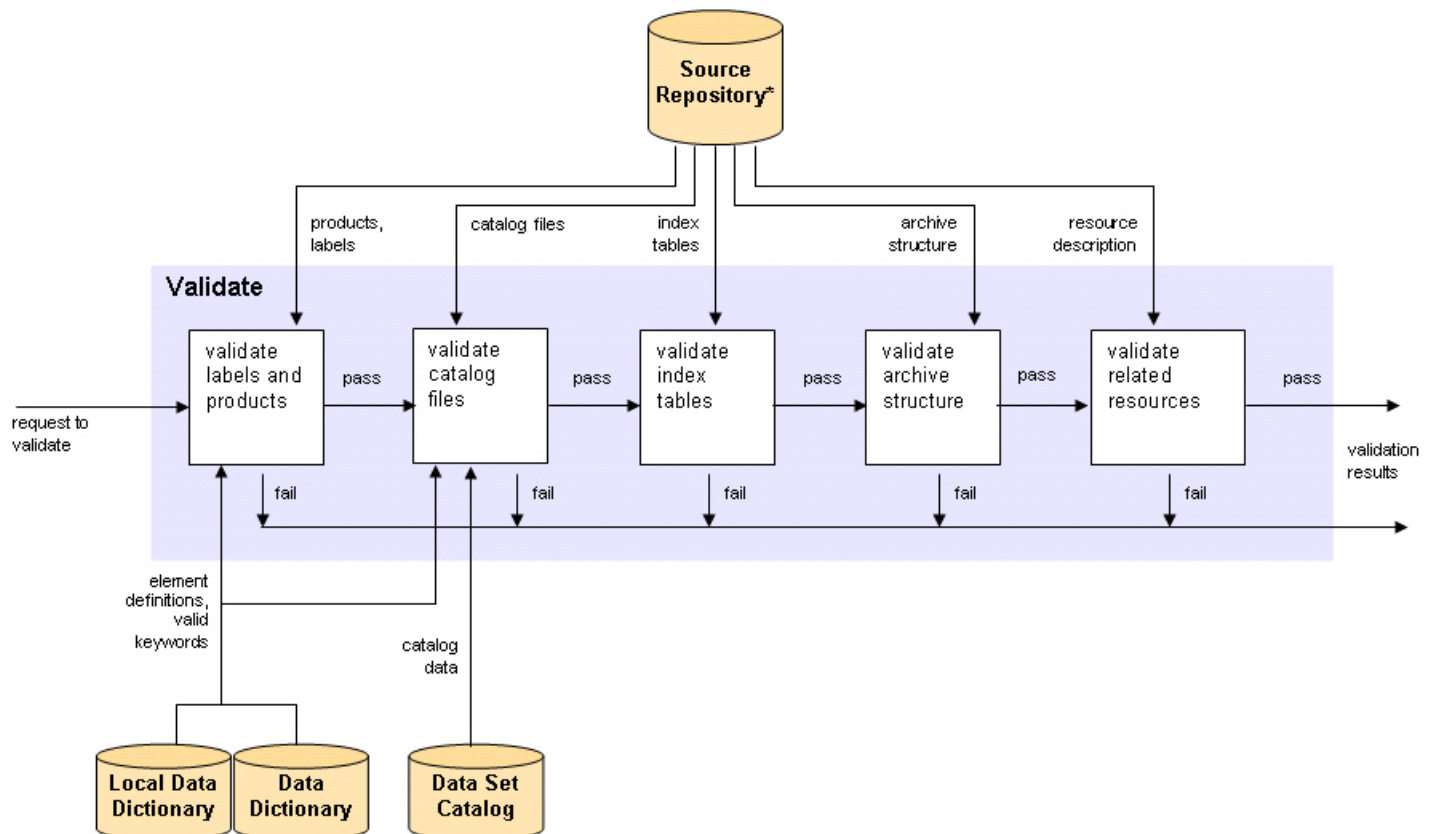 Source
Repository*
products,
labels
catalog files
index
tables
archive
structure
resource
description
Validate
validate
labels and
products
pass
validate
catalog
files
pass
validate
index
tables
pass
validate
archive
structure
pass
validate
related
resources
pass
request to
validate
validation
results
fail
fail
fail
fail
fail
element
definitions,
valid
keywords
catalog
data
Local Data
Dictionary
Data
Dictionary
Data Set
Catalog